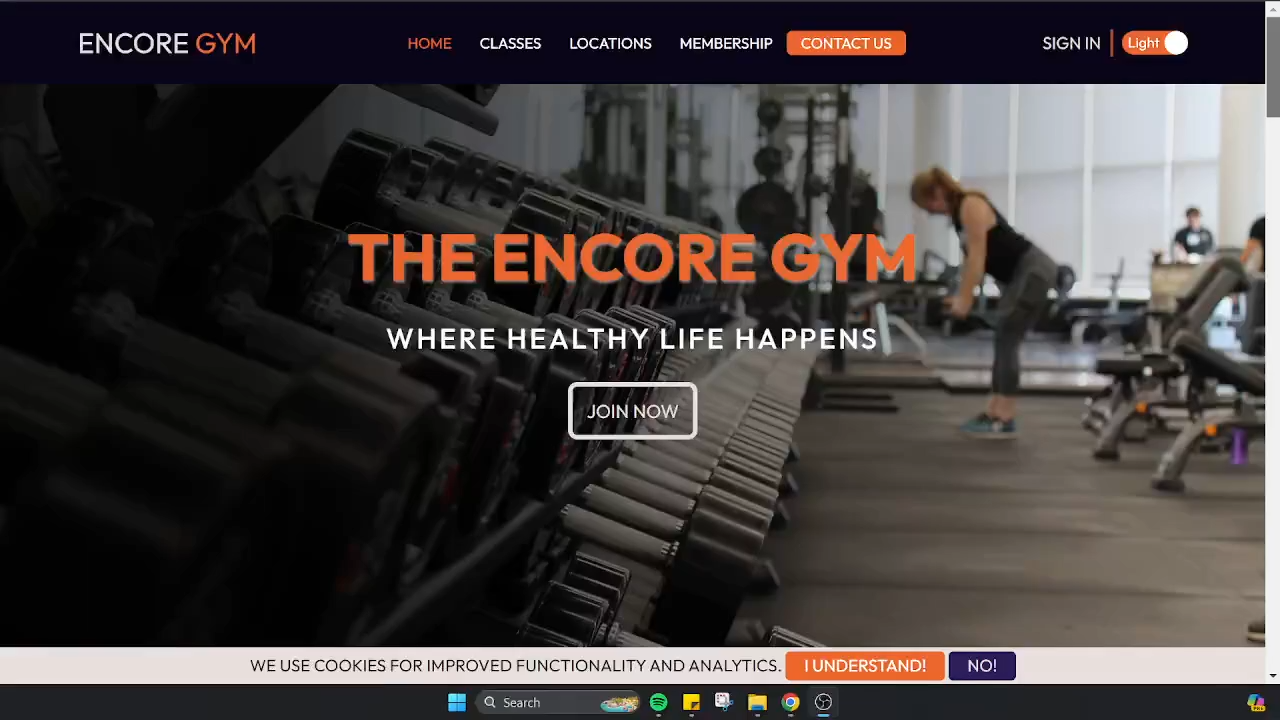 ENCORE GYM
HOME CLASSES LOCATIONS MEMBERSHIP CONTACT US
SIGN IN Light
THE ENCORE GYM
WHERE HEALTHY LIFE HAPPENS
JOIN NOW
WE USE COOKIES FOR IMPROVED FUNCTIONALITY AND ANALYTICS. I UNDERSTAND! NO!
Search